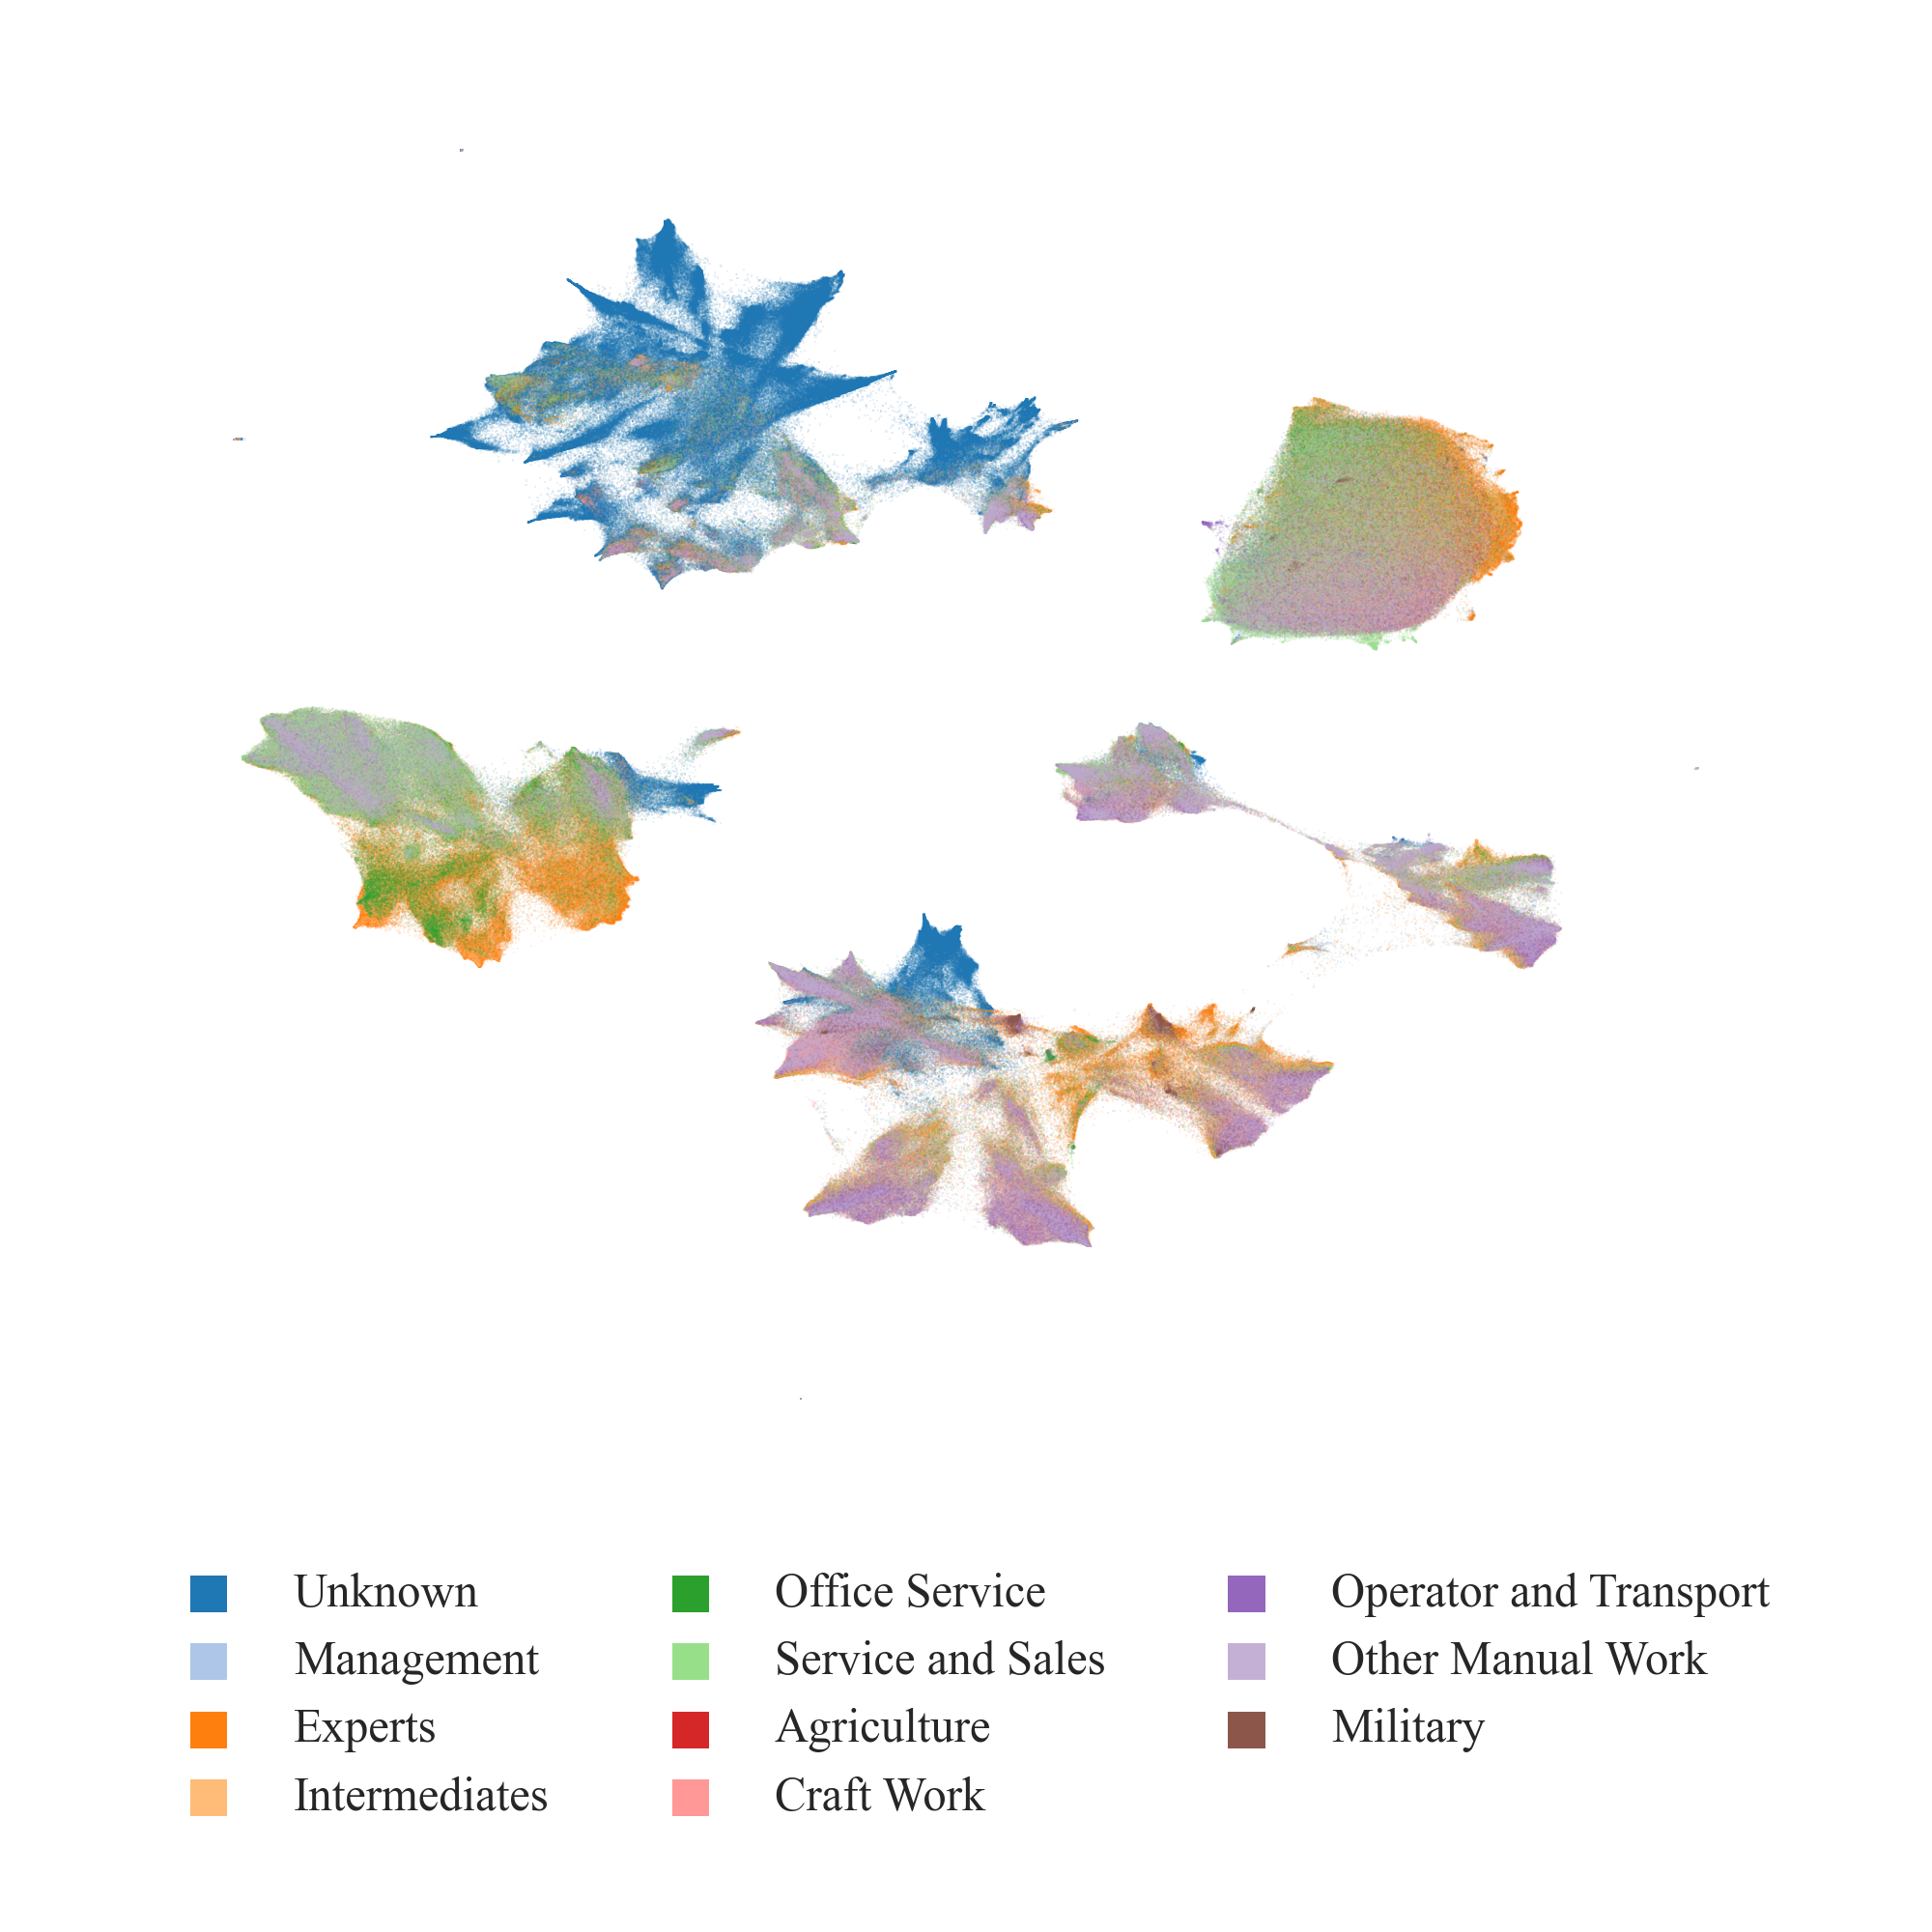 Unknown
Management
Experts
Intermediates
Office Service
Service and Sales
Agriculture
Craft Work
Operator and Transport
Other Manual Work
Military